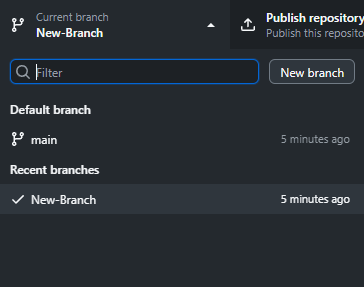 Current branch
New-Branch
Publish repository
Publish this reposito
Filter
New branch
Default branch
main
5 minutes ago
Recent branches
New-Branch
5 minutes ago